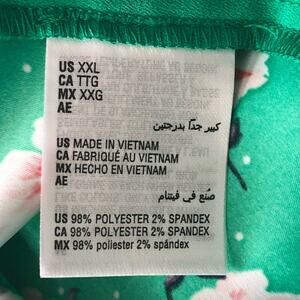 US XXL
CA TTG
MX XXG
AE
كبير جداً بدرجتين
US MADE IN VIETNAM
CA FABRIQUÉ AU VIETNAM
MX HECHO EN VIETNAM
AE
صُنع في فيتنام
US 98% POLYESTER 2% SPANDEX
CA 98% POLYESTER 2% SPANDEX
MX 98% poliester 2% spándex